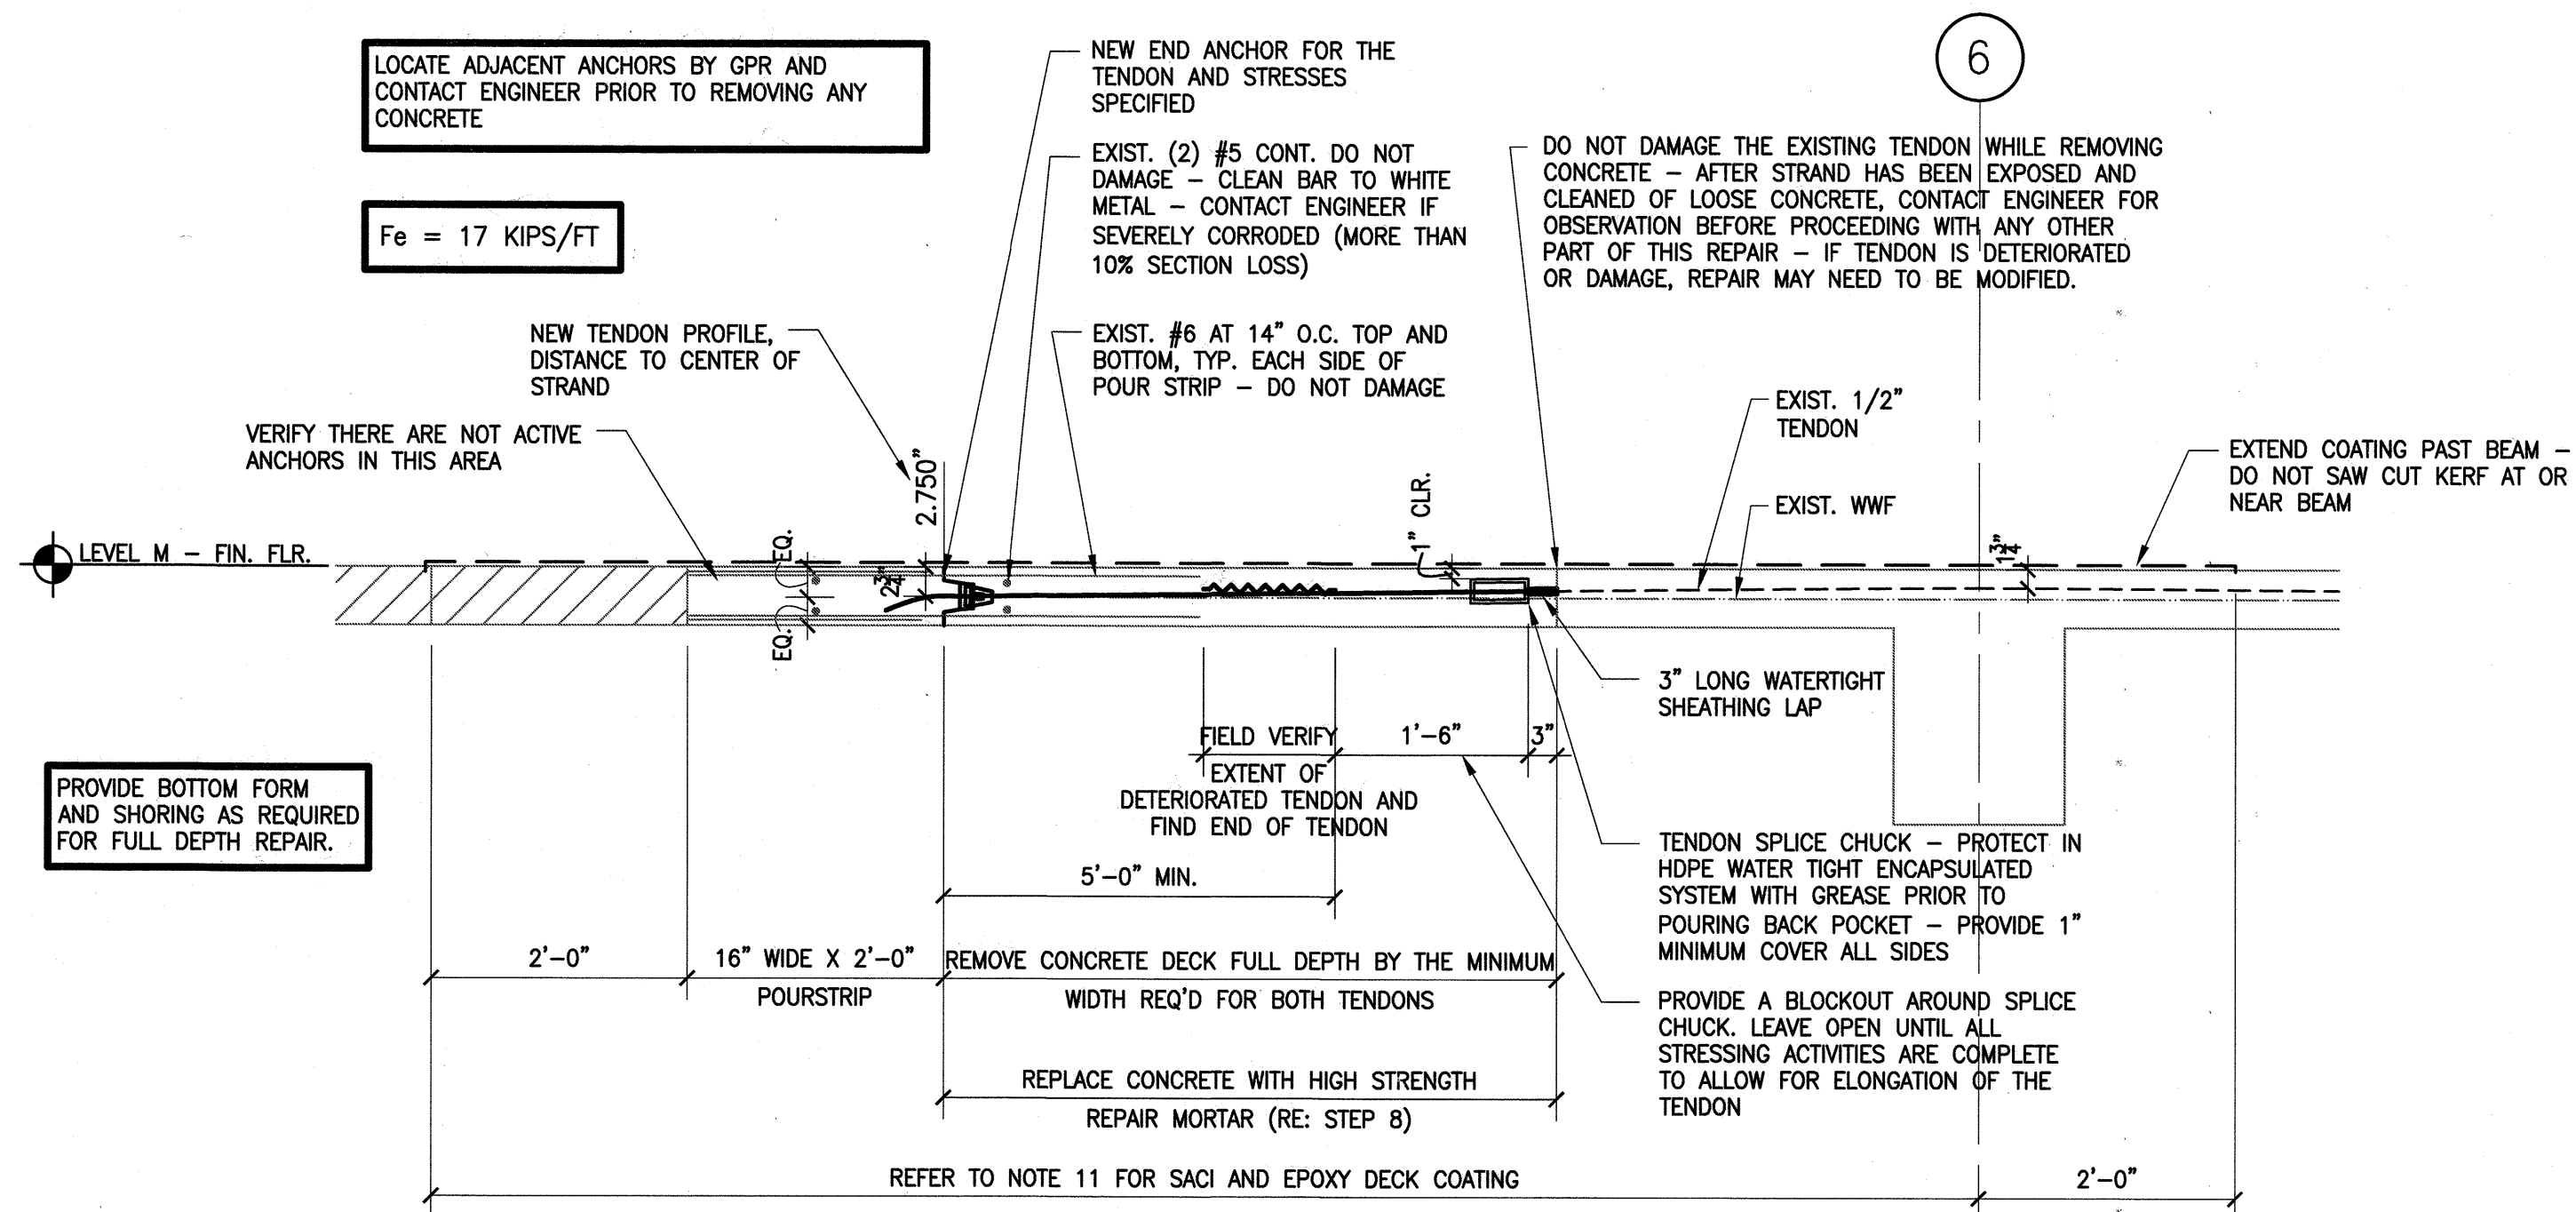 LOCATE ADJACENT ANCHORS BY GPR AND
CONTACT ENGINEER PRIOR TO REMOVING ANY
CONCRETE
Fe = 17 KIPS/FT
NEW END ANCHOR FOR THE
TENDON AND STRESSES
SPECIFIED
EXIST. (2) #5 CONT. DO NOT
DAMAGE – CLEAN BAR TO WHITE
METAL – CONTACT ENGINEER IF
SEVERELY CORRODED (MORE THAN
10% SECTION LOSS)
6
DO NOT DAMAGE THE EXISTING TENDON WHILE REMOVING
CONCRETE – AFTER STRAND HAS BEEN EXPOSED AND
CLEANED OF LOOSE CONCRETE, CONTACT ENGINEER FOR
OBSERVATION BEFORE PROCEEDING WITH ANY OTHER
PART OF THIS REPAIR – IF TENDON IS DETERIORATED
OR DAMAGE, REPAIR MAY NEED TO BE MODIFIED.
NEW TENDON PROFILE,
DISTANCE TO CENTER OF
STRAND
EXIST. #6 AT 14" O.C. TOP AND
BOTTOM, TYP. EACH SIDE OF
POUR STRIP – DO NOT DAMAGE
VERIFY THERE ARE NOT ACTIVE
ANCHORS IN THIS AREA
EXIST. 1/2"
TENDON
EXIST. WWF
EXTEND COATING PAST BEAM –
DO NOT SAW CUT KERF AT OR
NEAR BEAM
2.750"
1" CLR.
LEVEL M – FIN. FLR.
EQ.
EQ.
2 3/4"
1 3/4"
3" LONG WATERTIGHT
SHEATHING LAP
FIELD VERIFY
EXTENT OF
DETERIORATED TENDON AND
FIND END OF TENDON
1'-6"
3"
PROVIDE BOTTOM FORM
AND SHORING AS REQUIRED
FOR FULL DEPTH REPAIR.
5'-0" MIN.
TENDON SPLICE CHUCK – PROTECT IN
HDPE WATER TIGHT ENCAPSULATED
SYSTEM WITH GREASE PRIOR TO
POURING BACK POCKET – PROVIDE 1"
MINIMUM COVER ALL SIDES
2'-0"
16" WIDE X 2'-0"
POURSTRIP
REMOVE CONCRETE DECK FULL DEPTH BY THE MINIMUM
WIDTH REQ'D FOR BOTH TENDONS
PROVIDE A BLOCKOUT AROUND SPLICE
CHUCK. LEAVE OPEN UNTIL ALL
STRESSING ACTIVITIES ARE COMPLETE
TO ALLOW FOR ELONGATION OF THE
TENDON
REPLACE CONCRETE WITH HIGH STRENGTH
REPAIR MORTAR (RE: STEP 8)
REFER TO NOTE 11 FOR SACI AND EPOXY DECK COATING
2'-0"